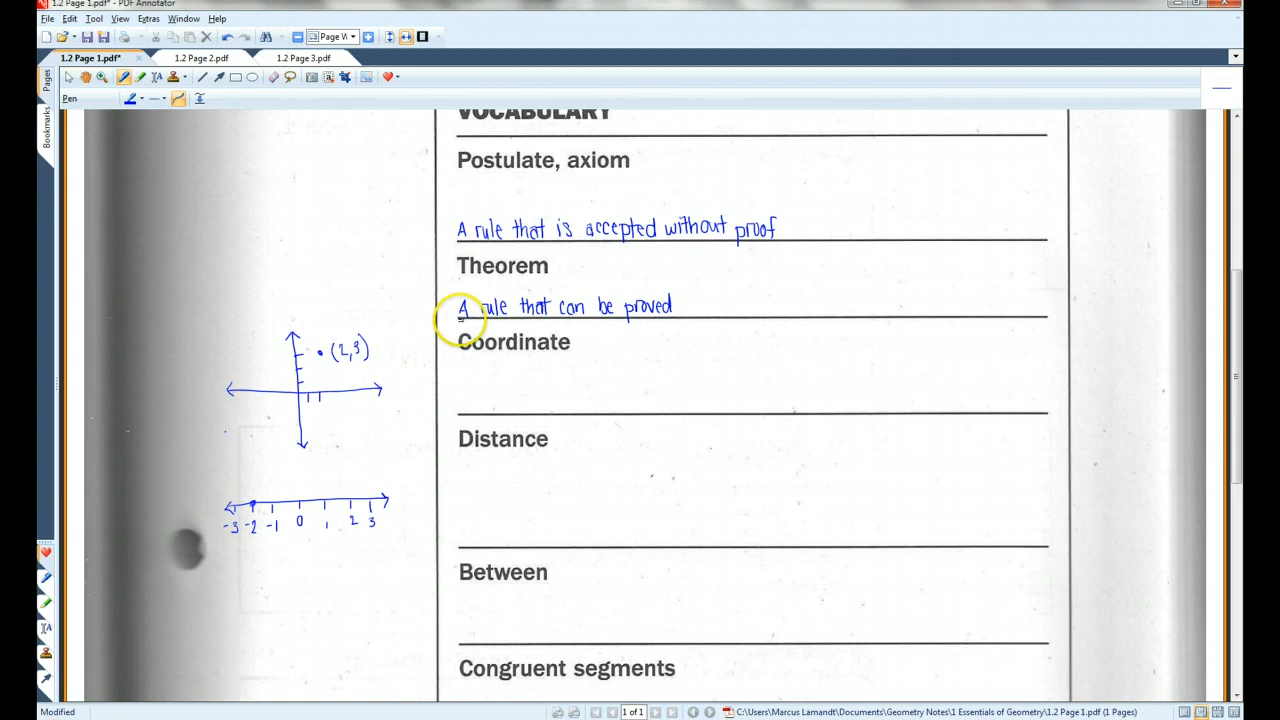 1.2 Page 1.pdf* - PDF Annotator
File Edit Tool View Extras Window Help
Page W
1.2 Page 1.pdf* 1.2 Page 2.pdf 1.2 Page 3.pdf
Pen
Pages
Bookmarks
VOCABULARY
Postulate, axiom
A rule that is accepted without proof
Theorem
A rule that can be proved
Coordinate
(2,3)
Distance
-3 -2 -1 0 1 2 3
Between
Congruent segments
Modified 1 of 1 C:\Users\Marcus Lamandt\Documents\Geometry Notes\1 Essentials of Geometry\1.2 Page 1.pdf (1 Pages)